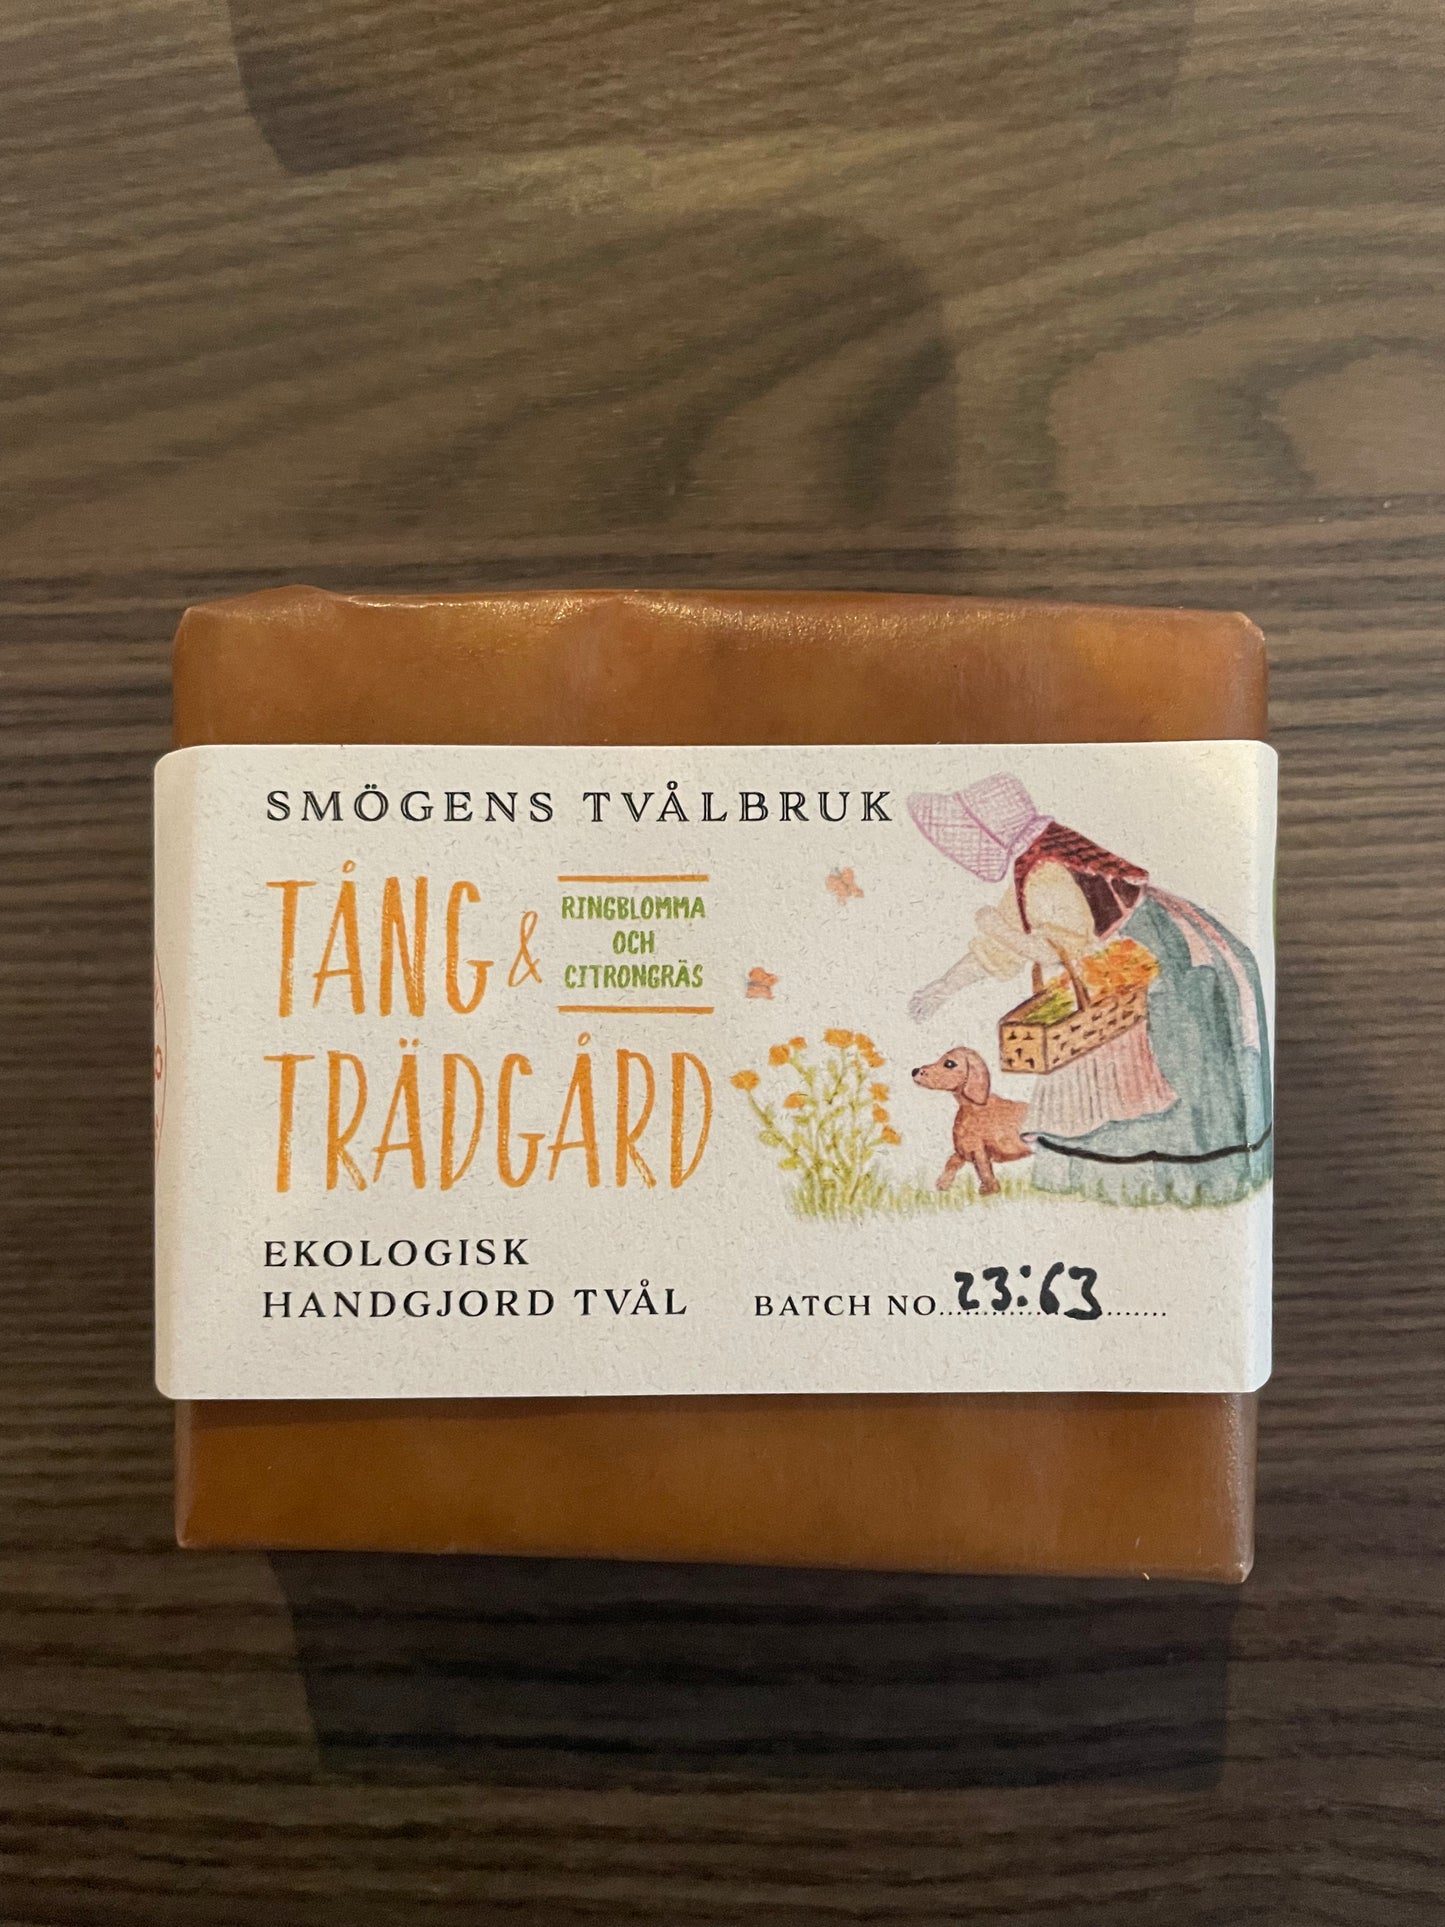 SMÖGENS TVÅLBRUK
TÅNG &
RINGBLOMMA
OCH
CITRONGRÄS
TRÄDGÅRD
EKOLOGISK
HANDGJORD TVÅL
BATCH NO. 23:63